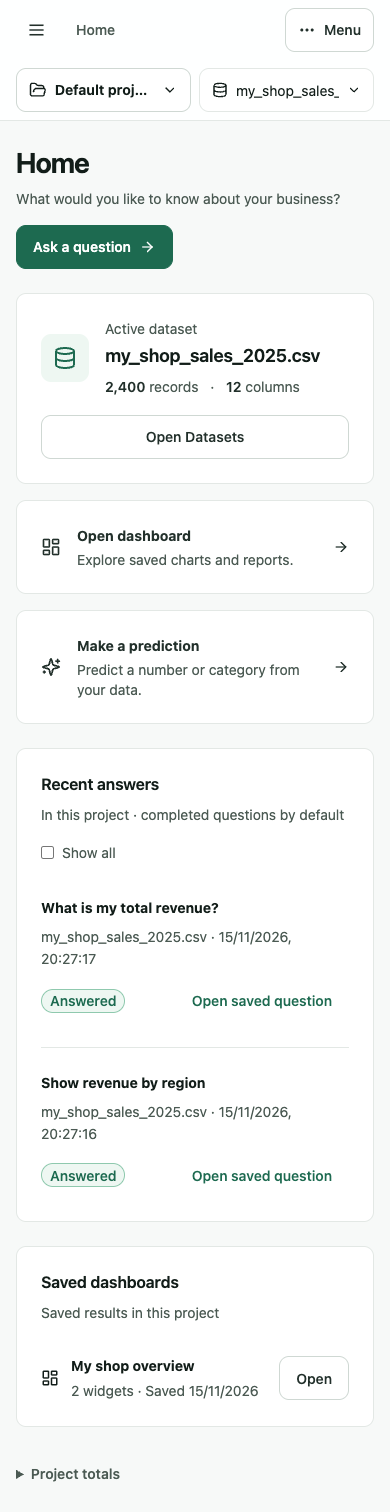 Home
Menu
Default proj...
my_shop_sales_
Home
What would you like to know about your business?
Ask a question
Active dataset
my_shop_sales_2025.csv
2,400 records · 12 columns
Open Datasets
Open dashboard
Explore saved charts and reports.
Make a prediction
Predict a number or category from
your data.
Recent answers
In this project · completed questions by default
Show all
What is my total revenue?
my_shop_sales_2025.csv · 15/11/2026,
20:27:17
Answered
Open saved question
Show revenue by region
my_shop_sales_2025.csv · 15/11/2026,
20:27:16
Answered
Open saved question
Saved dashboards
Saved results in this project
My shop overview
2 widgets · Saved 15/11/2026
Open
Project totals